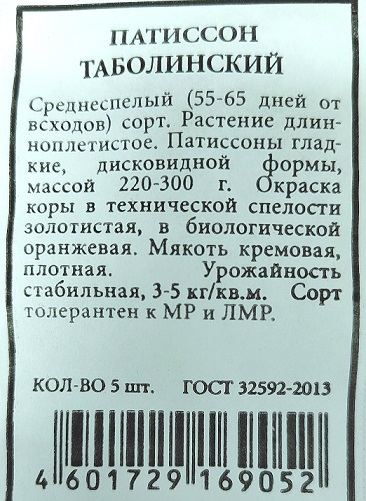 ПАТИССОН
ТАБОЛИНСКИЙ
Среднеспелый (55-65 дней от
всходов) сорт. Растение длин-
ноплетистое. Патиссоны глад-
кие, дисковидной формы,
массой 220-300 г. Окраска
коры в технической спелости
золотистая, в биологической
оранжевая. Мякоть кремовая,
плотная. Урожайность
стабильная, 3-5 кг/кв.м. Сорт
толерантен к МР и ЛМР.
КОЛ-ВО 5 шт. ГОСТ 32592-2013
4 601729 169052